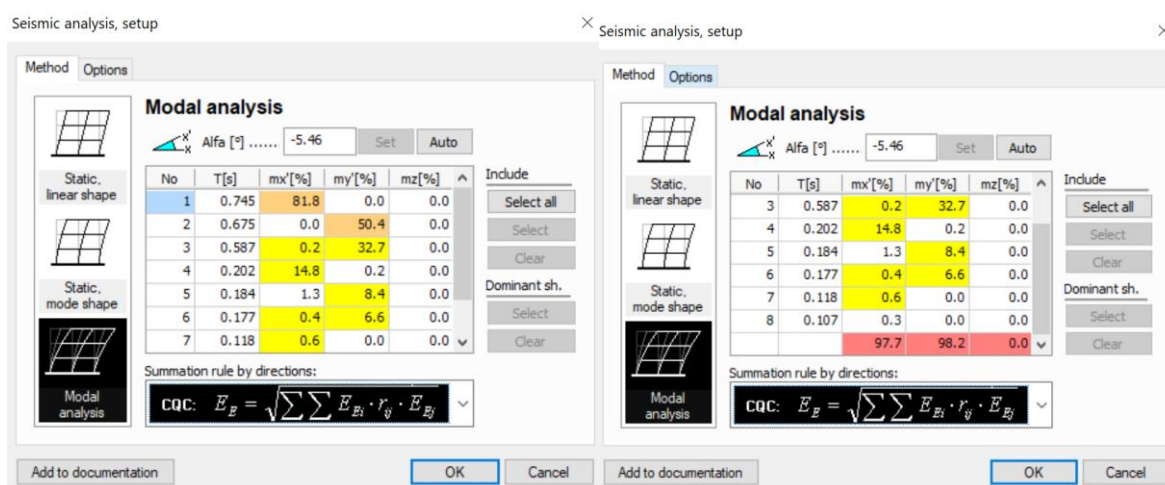 Seismic analysis, setup
Method Options
Modal analysis
x'
x
Alfa [°] ...... -5.46 Set Auto
Static,
linear shape
Static,
mode shape
Modal
analysis
No T[s] mx'[%] my'[%] mz[%]
1 0.745 81.8 0.0 0.0
2 0.675 0.0 50.4 0.0
3 0.587 0.2 32.7 0.0
4 0.202 14.8 0.2 0.0
5 0.184 1.3 8.4 0.0
6 0.177 0.4 6.6 0.0
7 0.118 0.6 0.0 0.0
Include
Select all
Select
Clear
Dominant sh.
Select
Clear
Summation rule by directions:
CQC: E_E = √∑ ∑ E_Ei · r_ij · E_Ej
Add to documentation OK Cancel
Seismic analysis, setup
Method Options
Modal analysis
x'
x
Alfa [°] ...... -5.46 Set Auto
Static,
linear shape
Static,
mode shape
Modal
analysis
No T[s] mx'[%] my'[%] mz[%]
3 0.587 0.2 32.7 0.0
4 0.202 14.8 0.2 0.0
5 0.184 1.3 8.4 0.0
6 0.177 0.4 6.6 0.0
7 0.118 0.6 0.0 0.0
8 0.107 0.3 0.0 0.0
97.7 98.2 0.0
Include
Select all
Select
Clear
Dominant sh.
Select
Clear
Summation rule by directions:
CQC: E_E = √∑ ∑ E_Ei · r_ij · E_Ej
Add to documentation OK Cancel